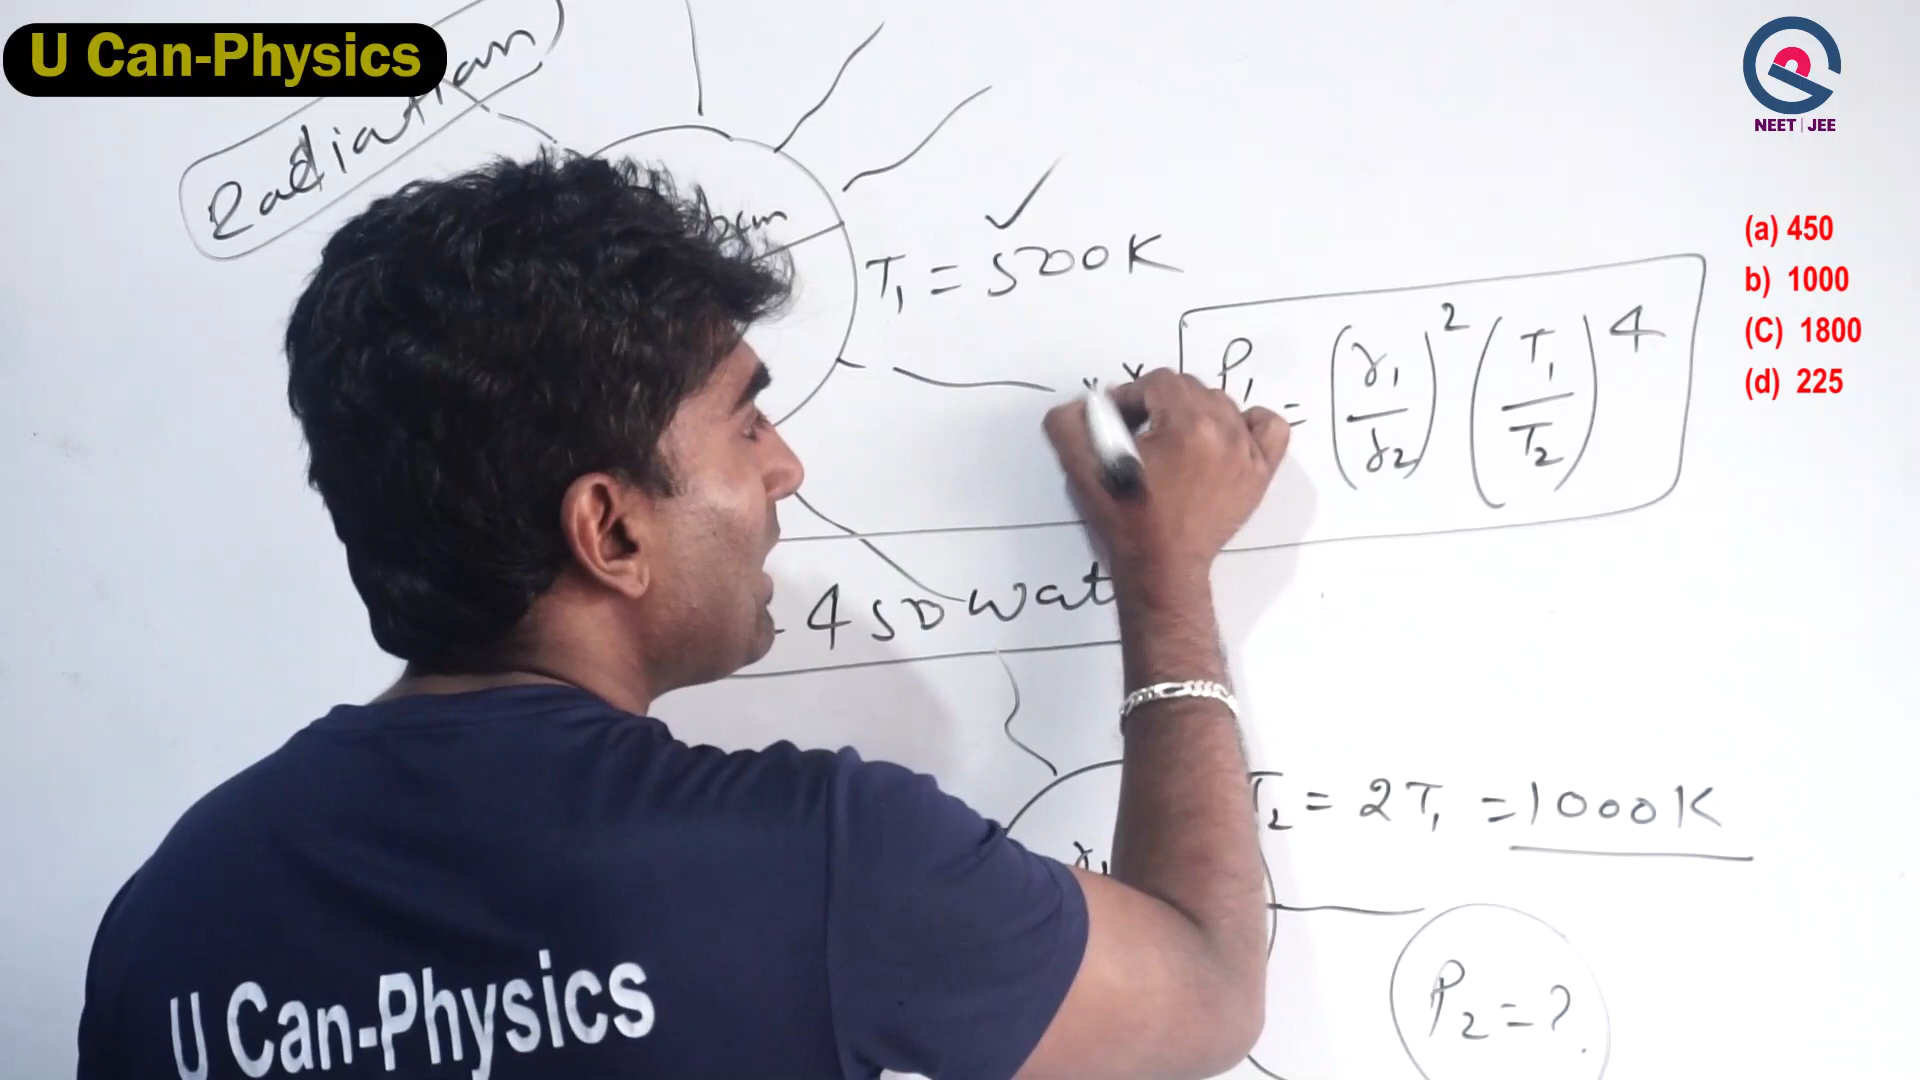 U Can-Physics
NEET | JEE
Radiation
T₁ = 500K
P₁ = (r₁/r₂)² (T₁/T₂)⁴
(a) 450
b) 1000
(C) 1800
(d) 225
450 Wat
T₂ = 2T₁ = 1000K
P₂ = ?
U Can-Physics